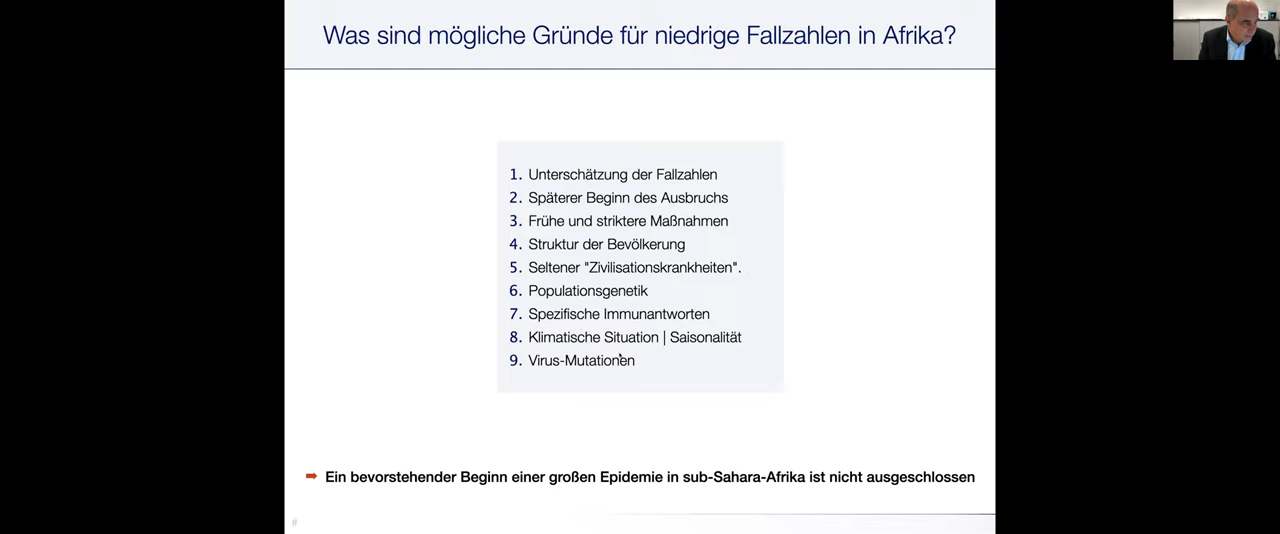 Was sind mögliche Gründe für niedrige Fallzahlen in Afrika?
1. Unterschätzung der Fallzahlen
2. Späterer Beginn des Ausbruchs
3. Frühe und striktere Maßnahmen
4. Struktur der Bevölkerung
5. Seltener "Zivilisationskrankheiten".
6. Populationsgenetik
7. Spezifische Immunantworten
8. Klimatische Situation | Saisonalität
9. Virus-Mutationen
➡ Ein bevorstehender Beginn einer großen Epidemie in sub-Sahara-Afrika ist nicht ausgeschlossen
#